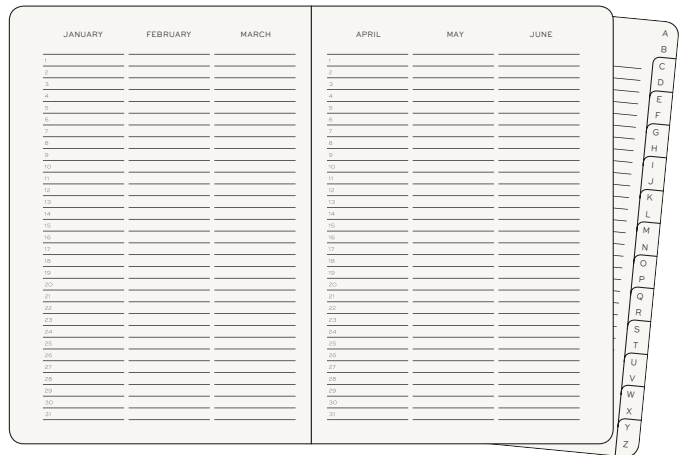 JANUARY FEBRUARY MARCH
1
2
3
4
5
6
7
8
9
10
11
12
13
14
15
16
17
18
19
20
21
22
23
24
25
26
27
28
29
30
31
APRIL MAY JUNE
1
2
3
4
5
6
7
8
9
10
11
12
13
14
15
16
17
18
19
20
21
22
23
24
25
26
27
28
29
30
31
A
B
C
D
E
F
G
H
I
J
K
L
M
N
O
P
Q
R
S
T
U
V
W
X
Y
Z